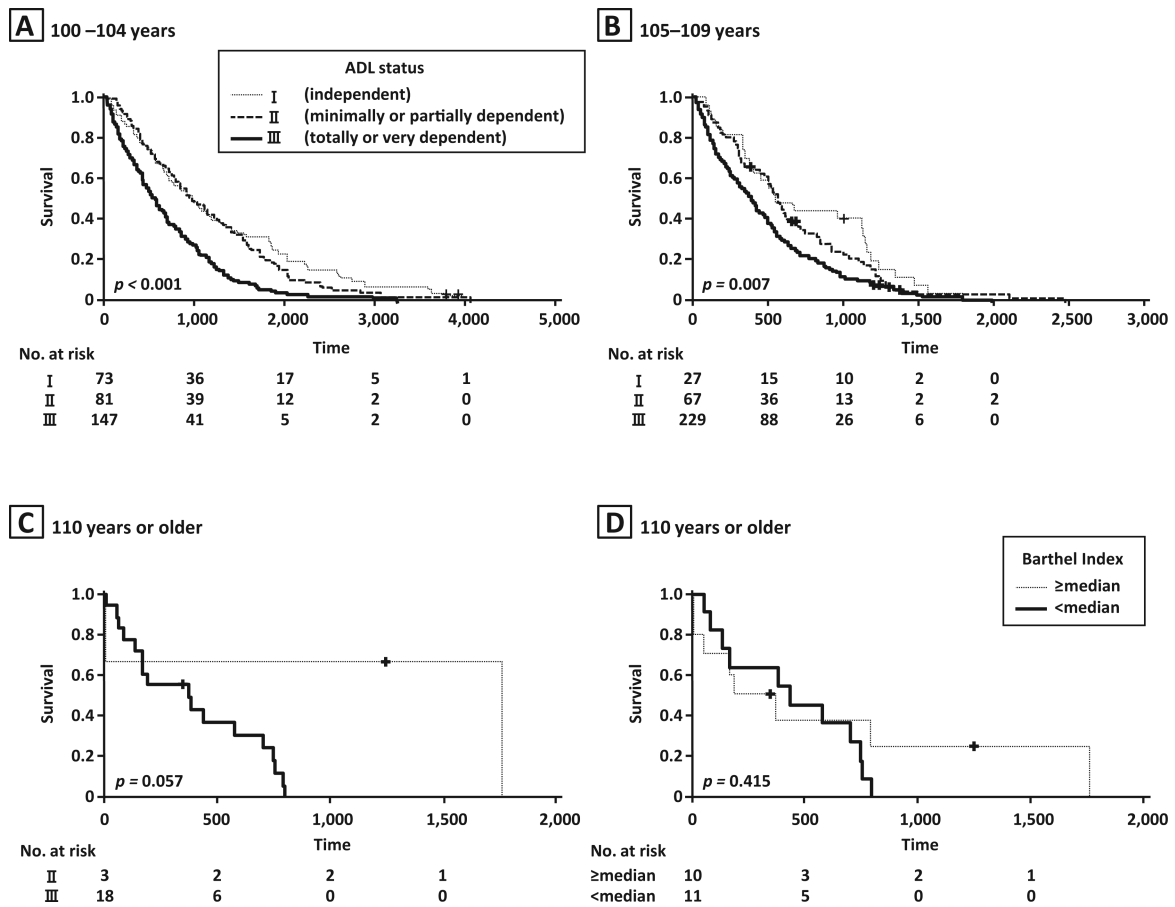 A 100 –104 years
ADL status
I (independent)
II (minimally or partially dependent)
III (totally or very dependent)
Survival
1.0
0.8
0.6
0.4
0.2
0
p < 0.001
0 1,000 2,000 3,000 4,000 5,000
Time
No. at risk
I 73 36 17 5 1
II 81 39 12 2 0
III 147 41 5 2 0
B 105–109 years
Survival
1.0
0.8
0.6
0.4
0.2
0
p = 0.007
0 500 1,000 1,500 2,000 2,500 3,000
Time
No. at risk
I 27 15 10 2 0
II 67 36 13 2 2
III 229 88 26 6 0
C 110 years or older
Survival
1.0
0.8
0.6
0.4
0.2
0
p = 0.057
0 500 1,000 1,500 2,000
Time
No. at risk
II 3 2 2 1
III 18 6 0 0
D 110 years or older
Barthel Index
≥median
<median
Survival
1.0
0.8
0.6
0.4
0.2
0
p = 0.415
0 500 1,000 1,500 2,000
Time
No. at risk
≥median 10 3 2 1
<median 11 5 0 0